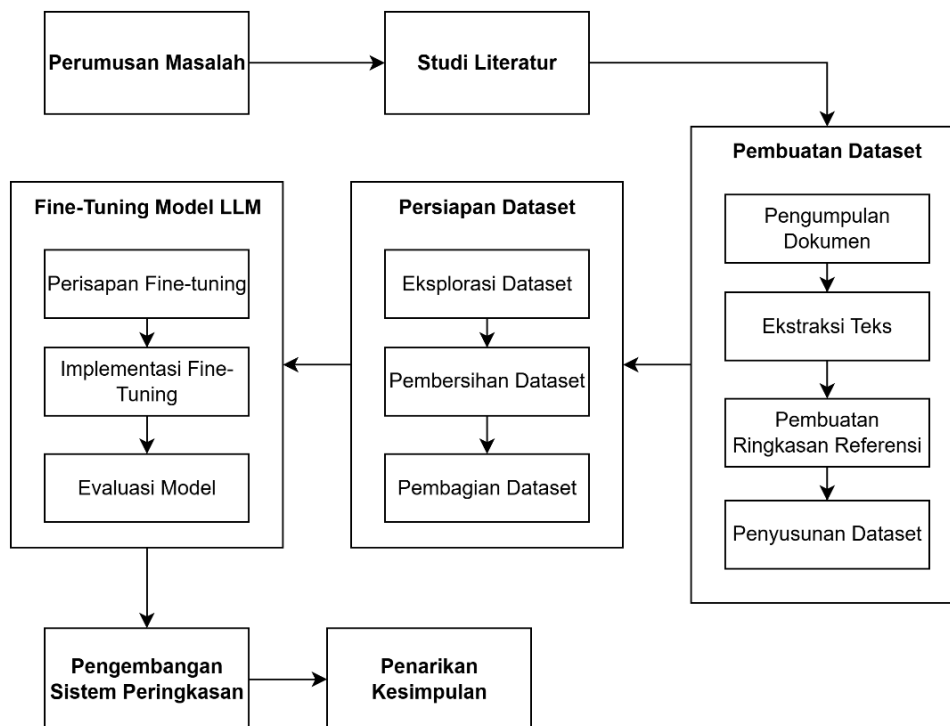 Perumusan Masalah
Studi Literatur
Pembuatan Dataset
Pengumpulan
Dokumen
Ekstraksi Teks
Pembuatan
Ringkasan Referensi
Penyusunan Dataset
Persiapan Dataset
Eksplorasi Dataset
Pembersihan Dataset
Pembagian Dataset
Fine-Tuning Model LLM
Perisapan Fine-tuning
Implementasi Fine-
Tuning
Evaluasi Model
Pengembangan
Sistem Peringkasan
Penarikan
Kesimpulan